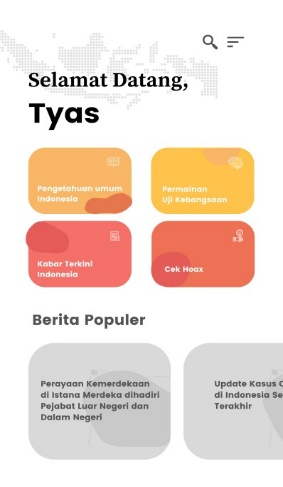 Selamat Datang,
Tyas
Pengetahuan umum
Indonesia
Permainan
Uji Kebangsaan
Kabar Terkini
Indonesia
Cek Hoax
Berita Populer
Perayaan Kemerdekaan
di Istana Merdeka dihadiri
Pejabat Luar Negeri dan
Dalam Negeri
Update Kasus C
di Indonesia Se
Terakhir